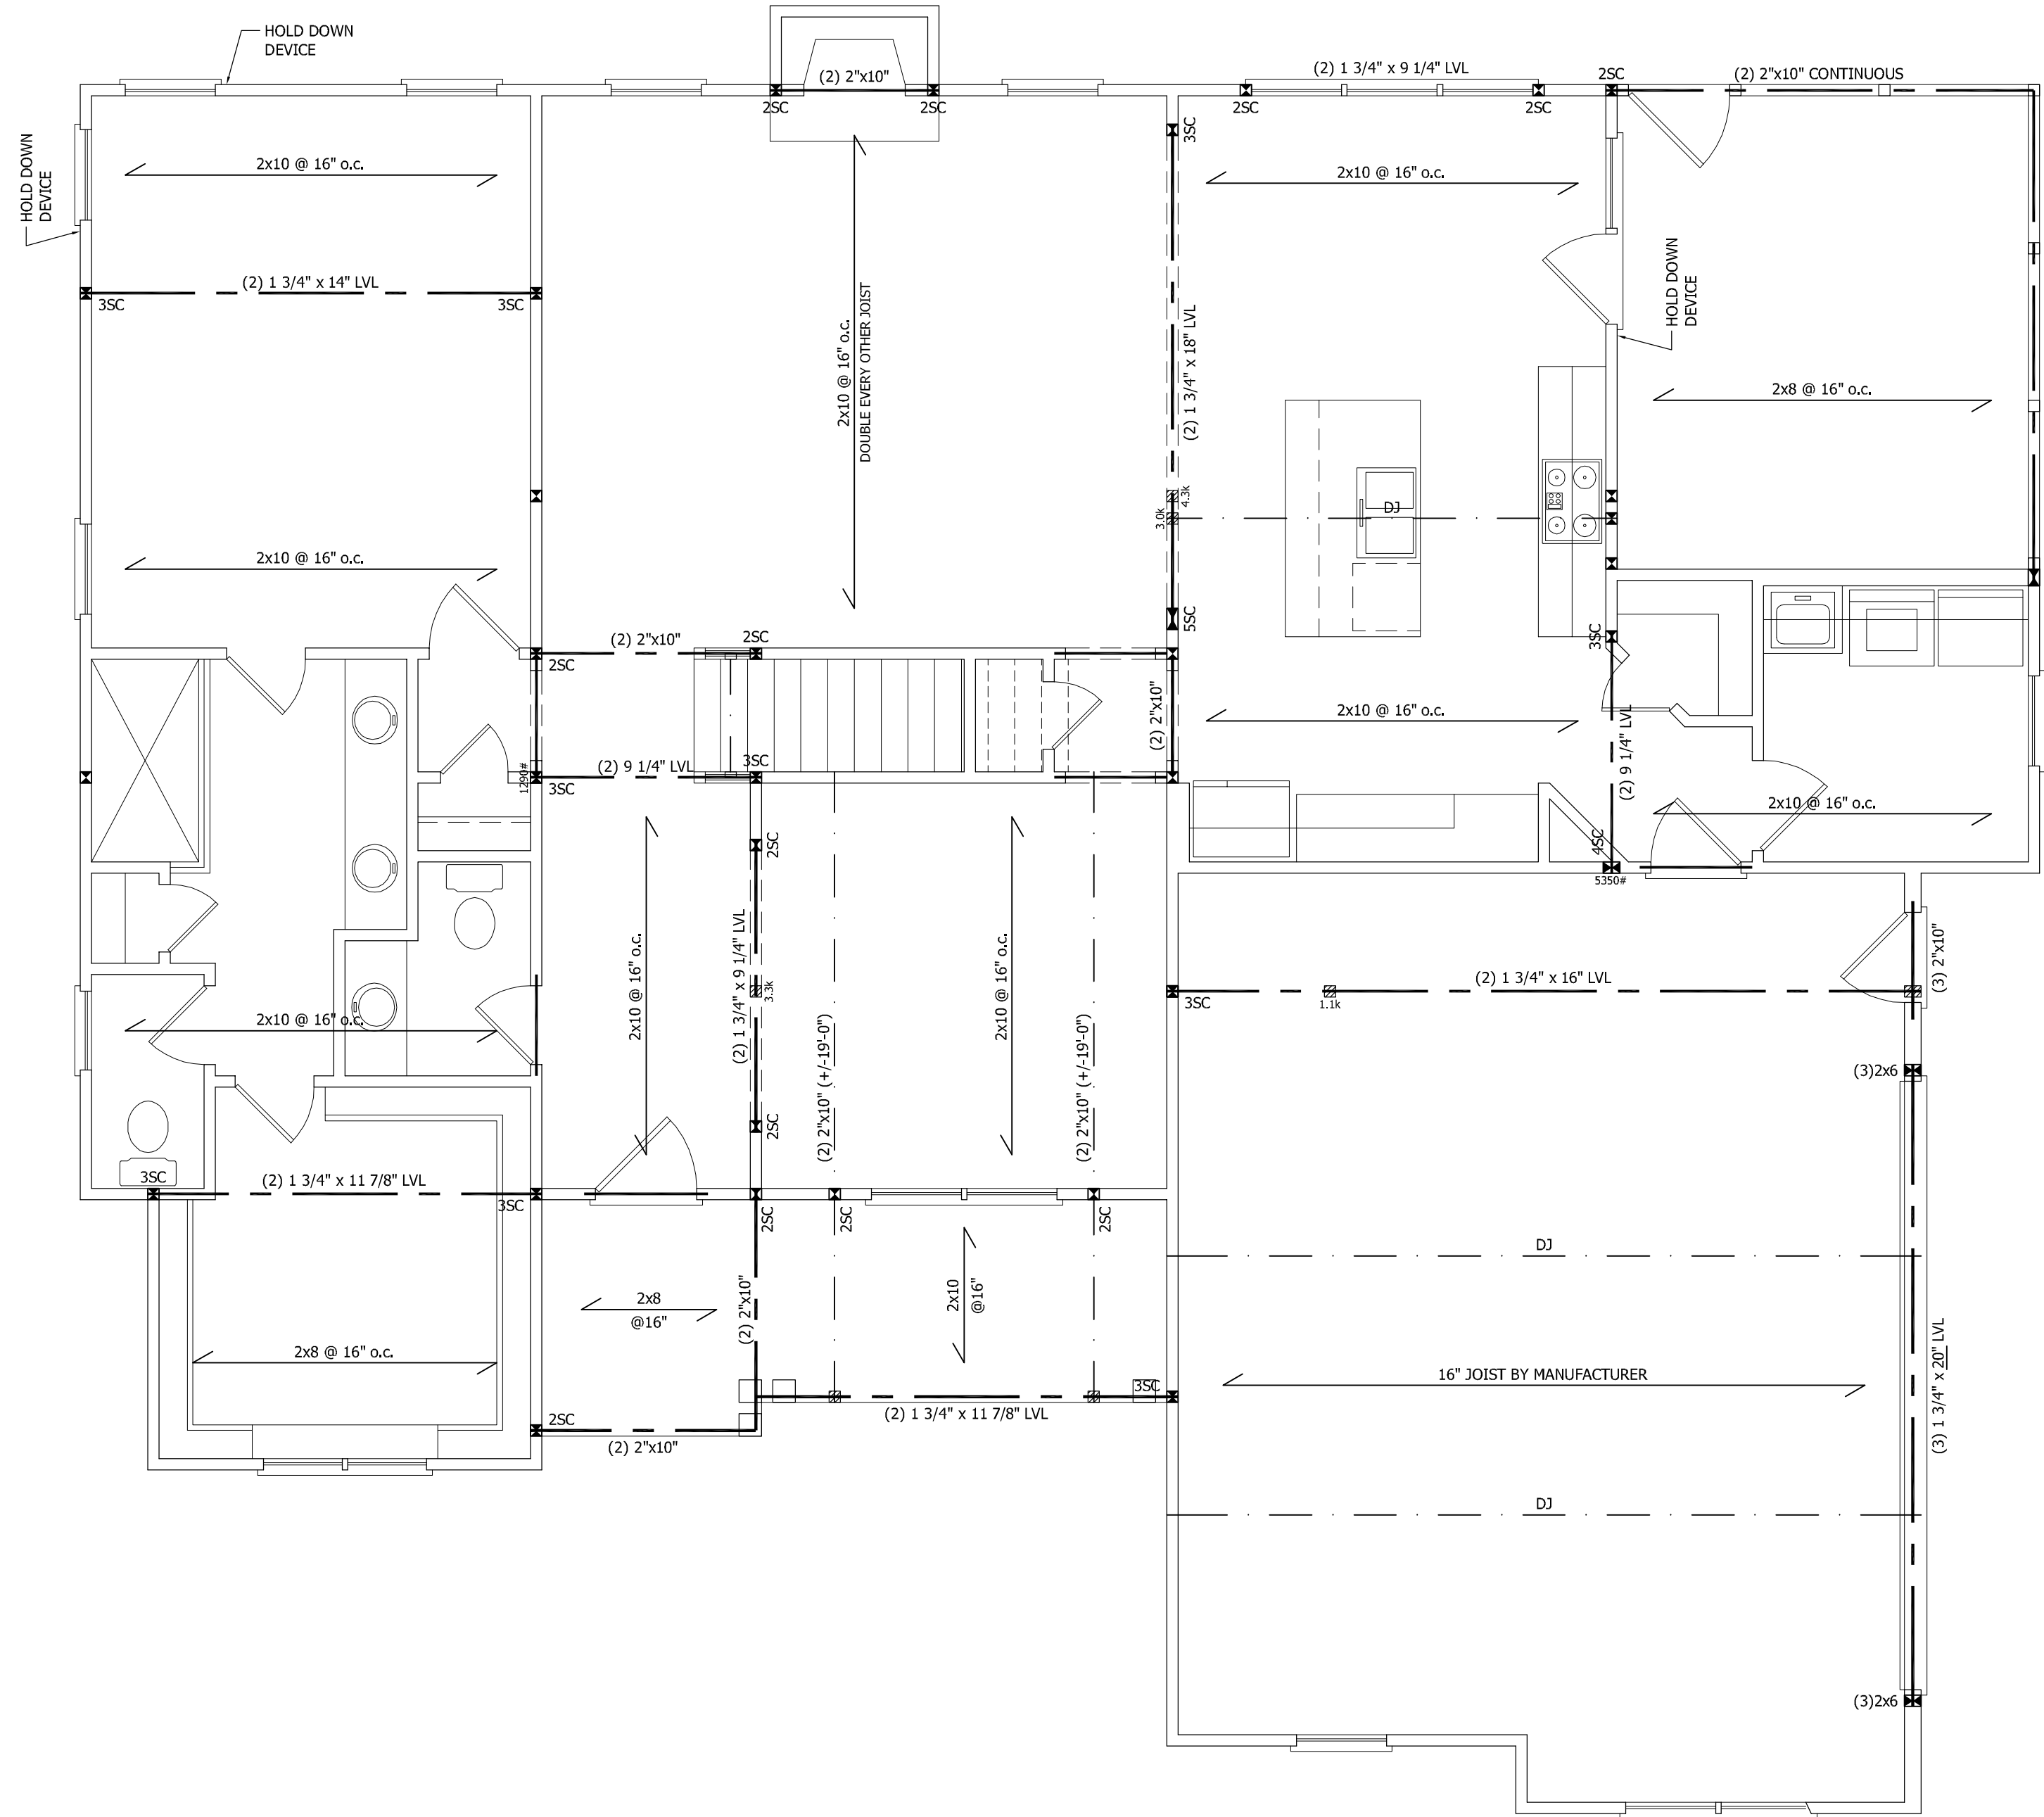 HOLD DOWN
DEVICE
(2) 2"x10"
2SC
2SC
(2) 1 3/4" x 9 1/4" LVL
2SC
2SC
2SC
(2) 2"x10" CONTINUOUS
HOLD DOWN
DEVICE
2x10 @ 16" o.c.
3SC
2x10 @ 16" o.c.
(2) 1 3/4" x 14" LVL
3SC
3SC
2x10 @ 16" o.c.
DOUBLE EVERY OTHER JOIST
(2) 1 3/4" x 18" LVL
HOLD DOWN
DEVICE
2x8 @ 16" o.c.
4.3k
3.0k
DJ
2x10 @ 16" o.c.
5SC
3SC
(2) 2"x10"
2SC
2SC
(2) 2"x10"
2x10 @ 16" o.c.
(2) 9 1/4" LVL
1290#
3SC
(2) 9 1/4" LVL
3SC
2x10 @ 16" o.c.
4SC
5350#
2SC
2x10 @ 16" o.c.
(2) 1 3/4" x 9 1/4" LVL
3.3k
2x10 @ 16" o.c.
2x10 @ 16" o.c.
(2) 2"x10" (+/-19'-0")
(2) 2"x10" (+/-19'-0")
3SC
(2) 1 3/4" x 16" LVL
1.1k
(3) 2"x10"
(3)2x6
2SC
3SC
(2) 1 3/4" x 11 7/8" LVL
3SC
2SC
2SC
2SC
DJ
2x8
@16"
(2) 2"x10"
2x10
@16"
2x8 @ 16" o.c.
3SC
(2) 1 3/4" x 11 7/8" LVL
16" JOIST BY MANUFACTURER
(3) 1 3/4" x 20" LVL
2SC
(2) 2"x10"
DJ
(3)2x6